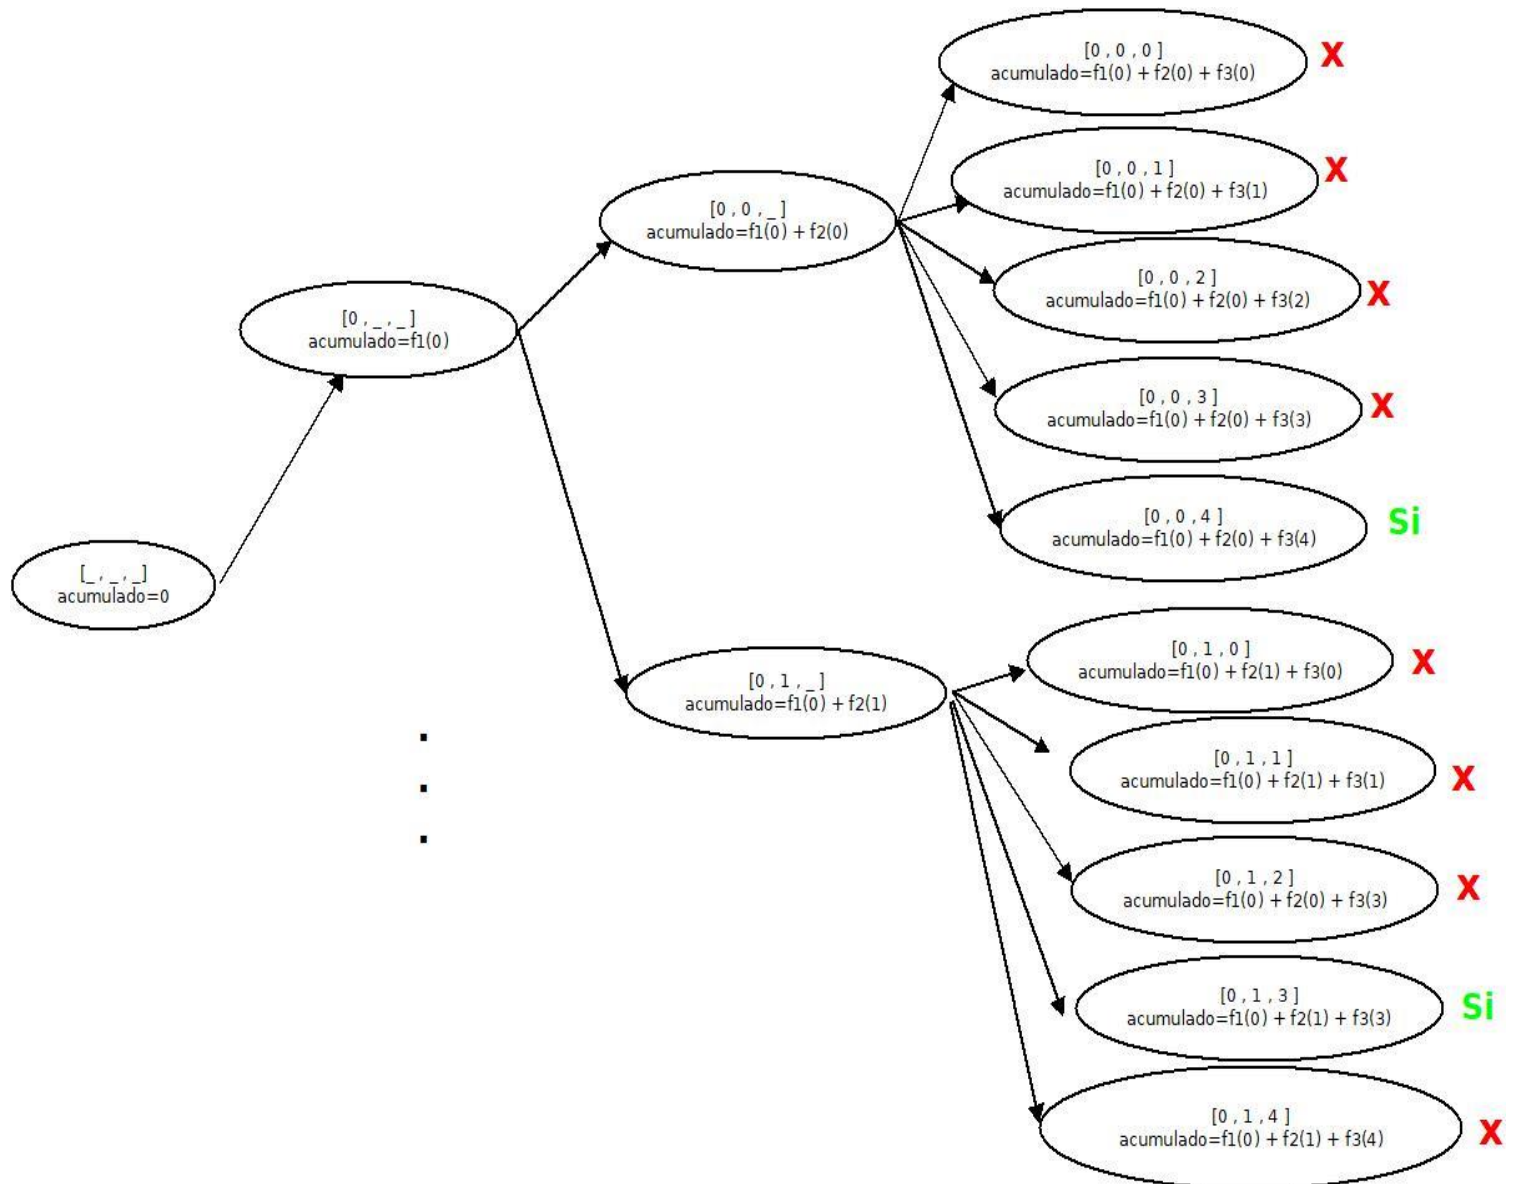 [0 , 0 , 0 ]
acumulado=f1(0) + f2(0) + f3(0)
X
[0 , 0 , 1 ]
acumulado=f1(0) + f2(0) + f3(1)
X
[0 , 0 , _ ]
acumulado=f1(0) + f2(0)
[0 , 0 , 2 ]
acumulado=f1(0) + f2(0) + f3(2)
X
[0 , _ , _ ]
acumulado=f1(0)
[0 , 0 , 3 ]
acumulado=f1(0) + f2(0) + f3(3)
X
[0 , 0 , 4 ]
acumulado=f1(0) + f2(0) + f3(4)
Si
[_ , _ , _]
acumulado=0
[0 , 1 , 0 ]
acumulado=f1(0) + f2(1) + f3(0)
X
[0 , 1 , _ ]
acumulado=f1(0) + f2(1)
[0 , 1 , 1 ]
acumulado=f1(0) + f2(1) + f3(1)
X
.
.
.
[0 , 1 , 2 ]
acumulado=f1(0) + f2(0) + f3(3)
X
[0 , 1 , 3 ]
acumulado=f1(0) + f2(1) + f3(3)
Si
[0 , 1 , 4 ]
acumulado=f1(0) + f2(1) + f3(4)
X